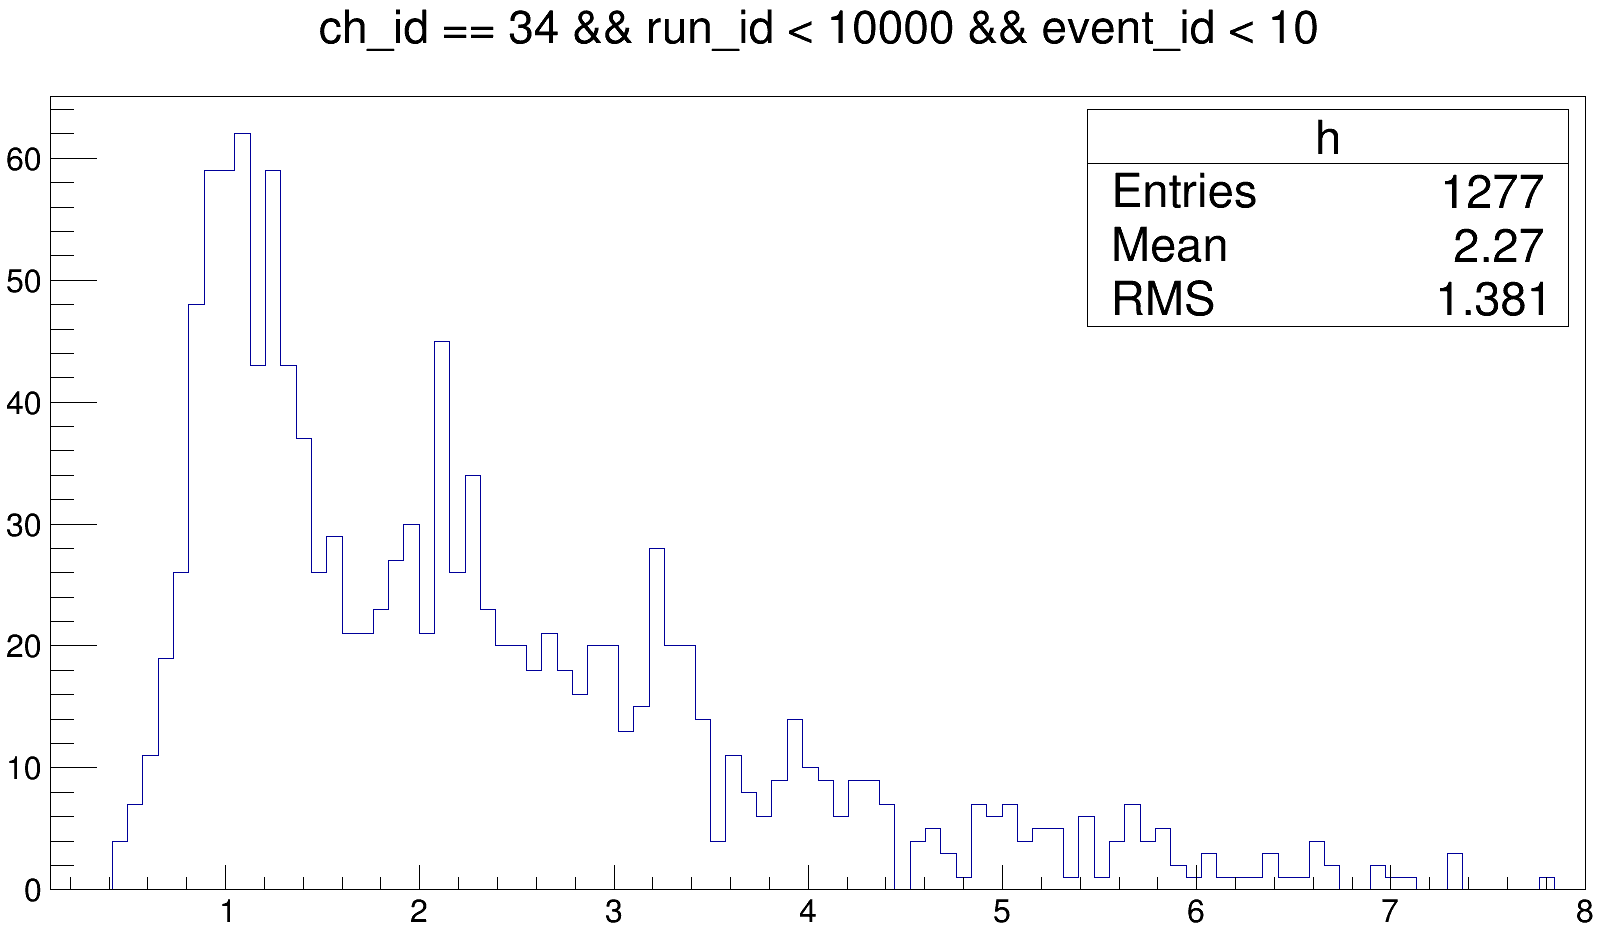 ch_id == 34 && run_id < 10000 && event_id < 10
h
Entries 1277
Mean 2.27
RMS 1.381
60
50
40
30
20
10
0
1 2 3 4 5 6 7 8